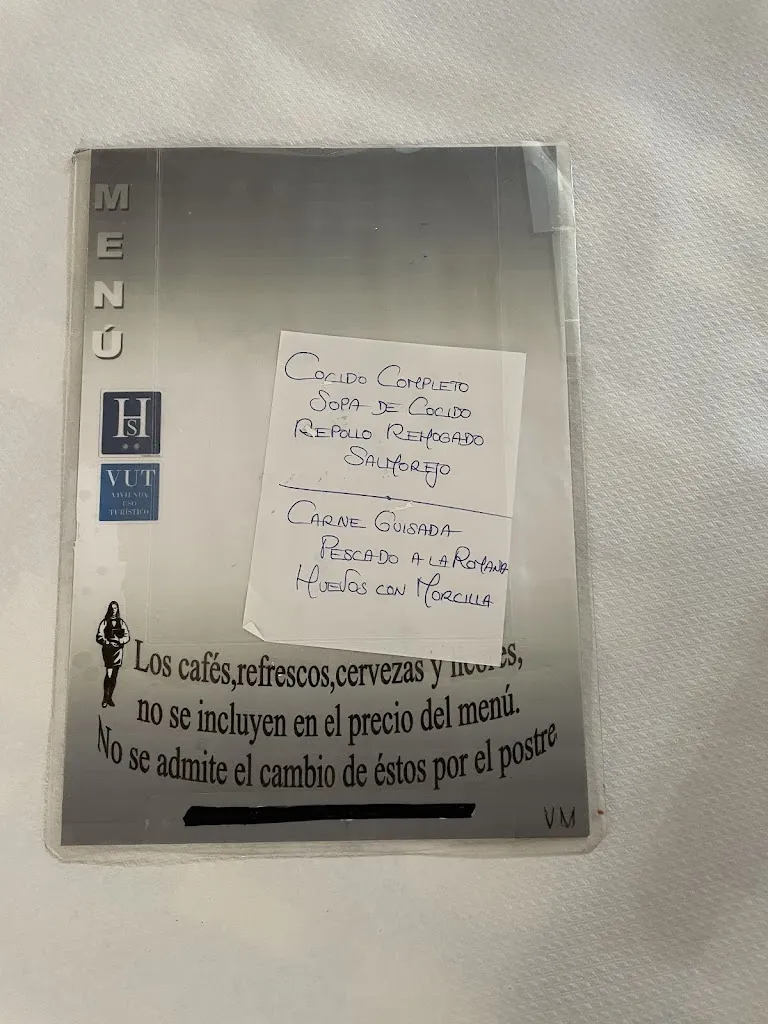 MENÚ
HS
VUT
VIVIENDA
USO
TURÍSTICO
COCIDO COMPLETO
SOPA DE COCIDO
REPOLLO REHOGADO
SALMOREJO
CARNE GUISADA
PESCADO A LA ROMANA
HUEVOS CON MORCILLA
Los cafés,refrescos,cervezas y licores,
no se incluyen en el precio del menú.
No se admite el cambio de éstos por el postre
VM